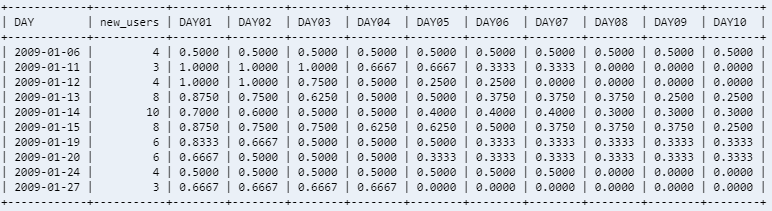 +------------+-----------+--------+--------+--------+--------+--------+--------+--------+--------+--------+--------+
| DAY        | new_users | DAY01  | DAY02  | DAY03  | DAY04  | DAY05  | DAY06  | DAY07  | DAY08  | DAY09  | DAY10  |
+------------+-----------+--------+--------+--------+--------+--------+--------+--------+--------+--------+--------+
| 2009-01-06 |         4 | 0.5000 | 0.5000 | 0.5000 | 0.5000 | 0.5000 | 0.5000 | 0.5000 | 0.5000 | 0.5000 | 0.5000 |
| 2009-01-11 |         3 | 1.0000 | 1.0000 | 1.0000 | 0.6667 | 0.6667 | 0.3333 | 0.3333 | 0.0000 | 0.0000 | 0.0000 |
| 2009-01-12 |         4 | 1.0000 | 1.0000 | 0.7500 | 0.5000 | 0.2500 | 0.2500 | 0.0000 | 0.0000 | 0.0000 | 0.0000 |
| 2009-01-13 |         8 | 0.8750 | 0.7500 | 0.6250 | 0.5000 | 0.5000 | 0.3750 | 0.3750 | 0.3750 | 0.2500 | 0.2500 |
| 2009-01-14 |        10 | 0.7000 | 0.6000 | 0.5000 | 0.5000 | 0.4000 | 0.4000 | 0.4000 | 0.3000 | 0.3000 | 0.3000 |
| 2009-01-15 |         8 | 0.8750 | 0.7500 | 0.7500 | 0.6250 | 0.6250 | 0.5000 | 0.3750 | 0.3750 | 0.3750 | 0.2500 |
| 2009-01-19 |         6 | 0.8333 | 0.6667 | 0.5000 | 0.5000 | 0.5000 | 0.3333 | 0.3333 | 0.3333 | 0.3333 | 0.3333 |
| 2009-01-20 |         6 | 0.6667 | 0.5000 | 0.5000 | 0.5000 | 0.3333 | 0.3333 | 0.3333 | 0.3333 | 0.3333 | 0.3333 |
| 2009-01-24 |         4 | 0.5000 | 0.5000 | 0.5000 | 0.5000 | 0.5000 | 0.5000 | 0.5000 | 0.0000 | 0.0000 | 0.0000 |
| 2009-01-27 |         3 | 0.6667 | 0.6667 | 0.6667 | 0.6667 | 0.0000 | 0.0000 | 0.0000 | 0.0000 | 0.0000 | 0.0000 |
+------------+-----------+--------+--------+--------+--------+--------+--------+--------+--------+--------+--------+